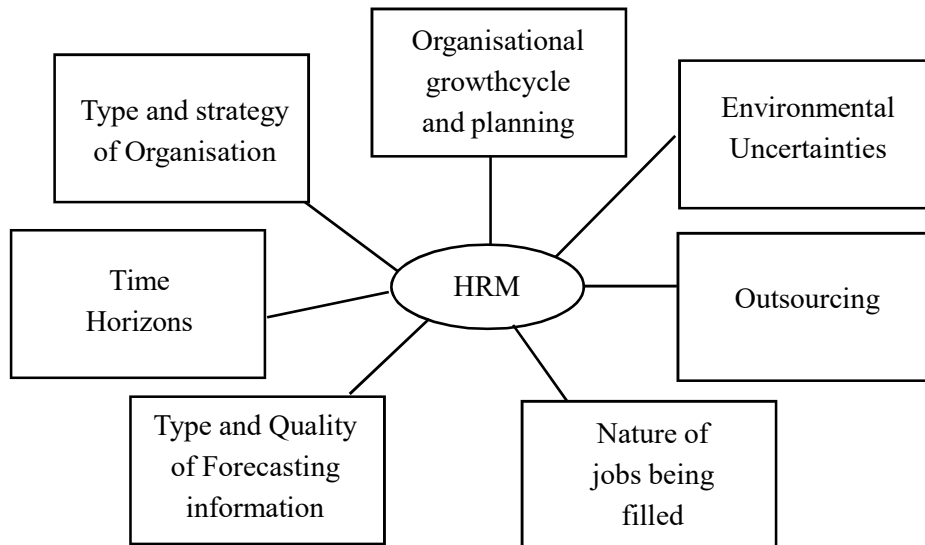 Organisational
growthcycle
and planning
Type and strategy
of Organisation
Environmental
Uncertainties
Time
Horizons
HRM
Outsourcing
Type and Quality
of Forecasting
information
Nature of
jobs being
filled